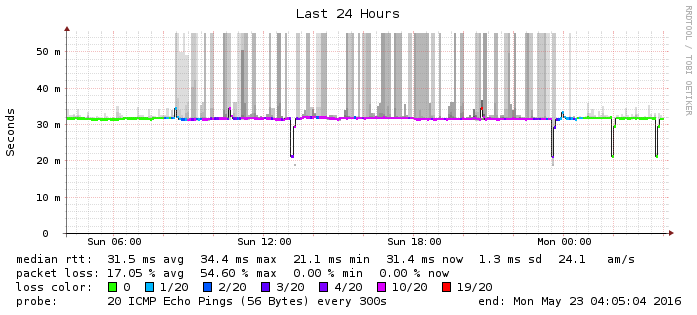 Last 24 Hours
RRDTOOL / TOBI OETIKER
Seconds
50 m
40 m
30 m
20 m
10 m
0
Sun 06:00 Sun 12:00 Sun 18:00 Mon 00:00
median rtt: 31.5 ms avg 34.4 ms max 21.1 ms min 31.4 ms now 1.3 ms sd 24.1 am/s
packet loss: 17.05 % avg 54.60 % max 0.00 % min 0.00 % now
loss color: 0 1/20 2/20 3/20 4/20 10/20 19/20
probe: 20 ICMP Echo Pings (56 Bytes) every 300s end: Mon May 23 04:05:04 2016